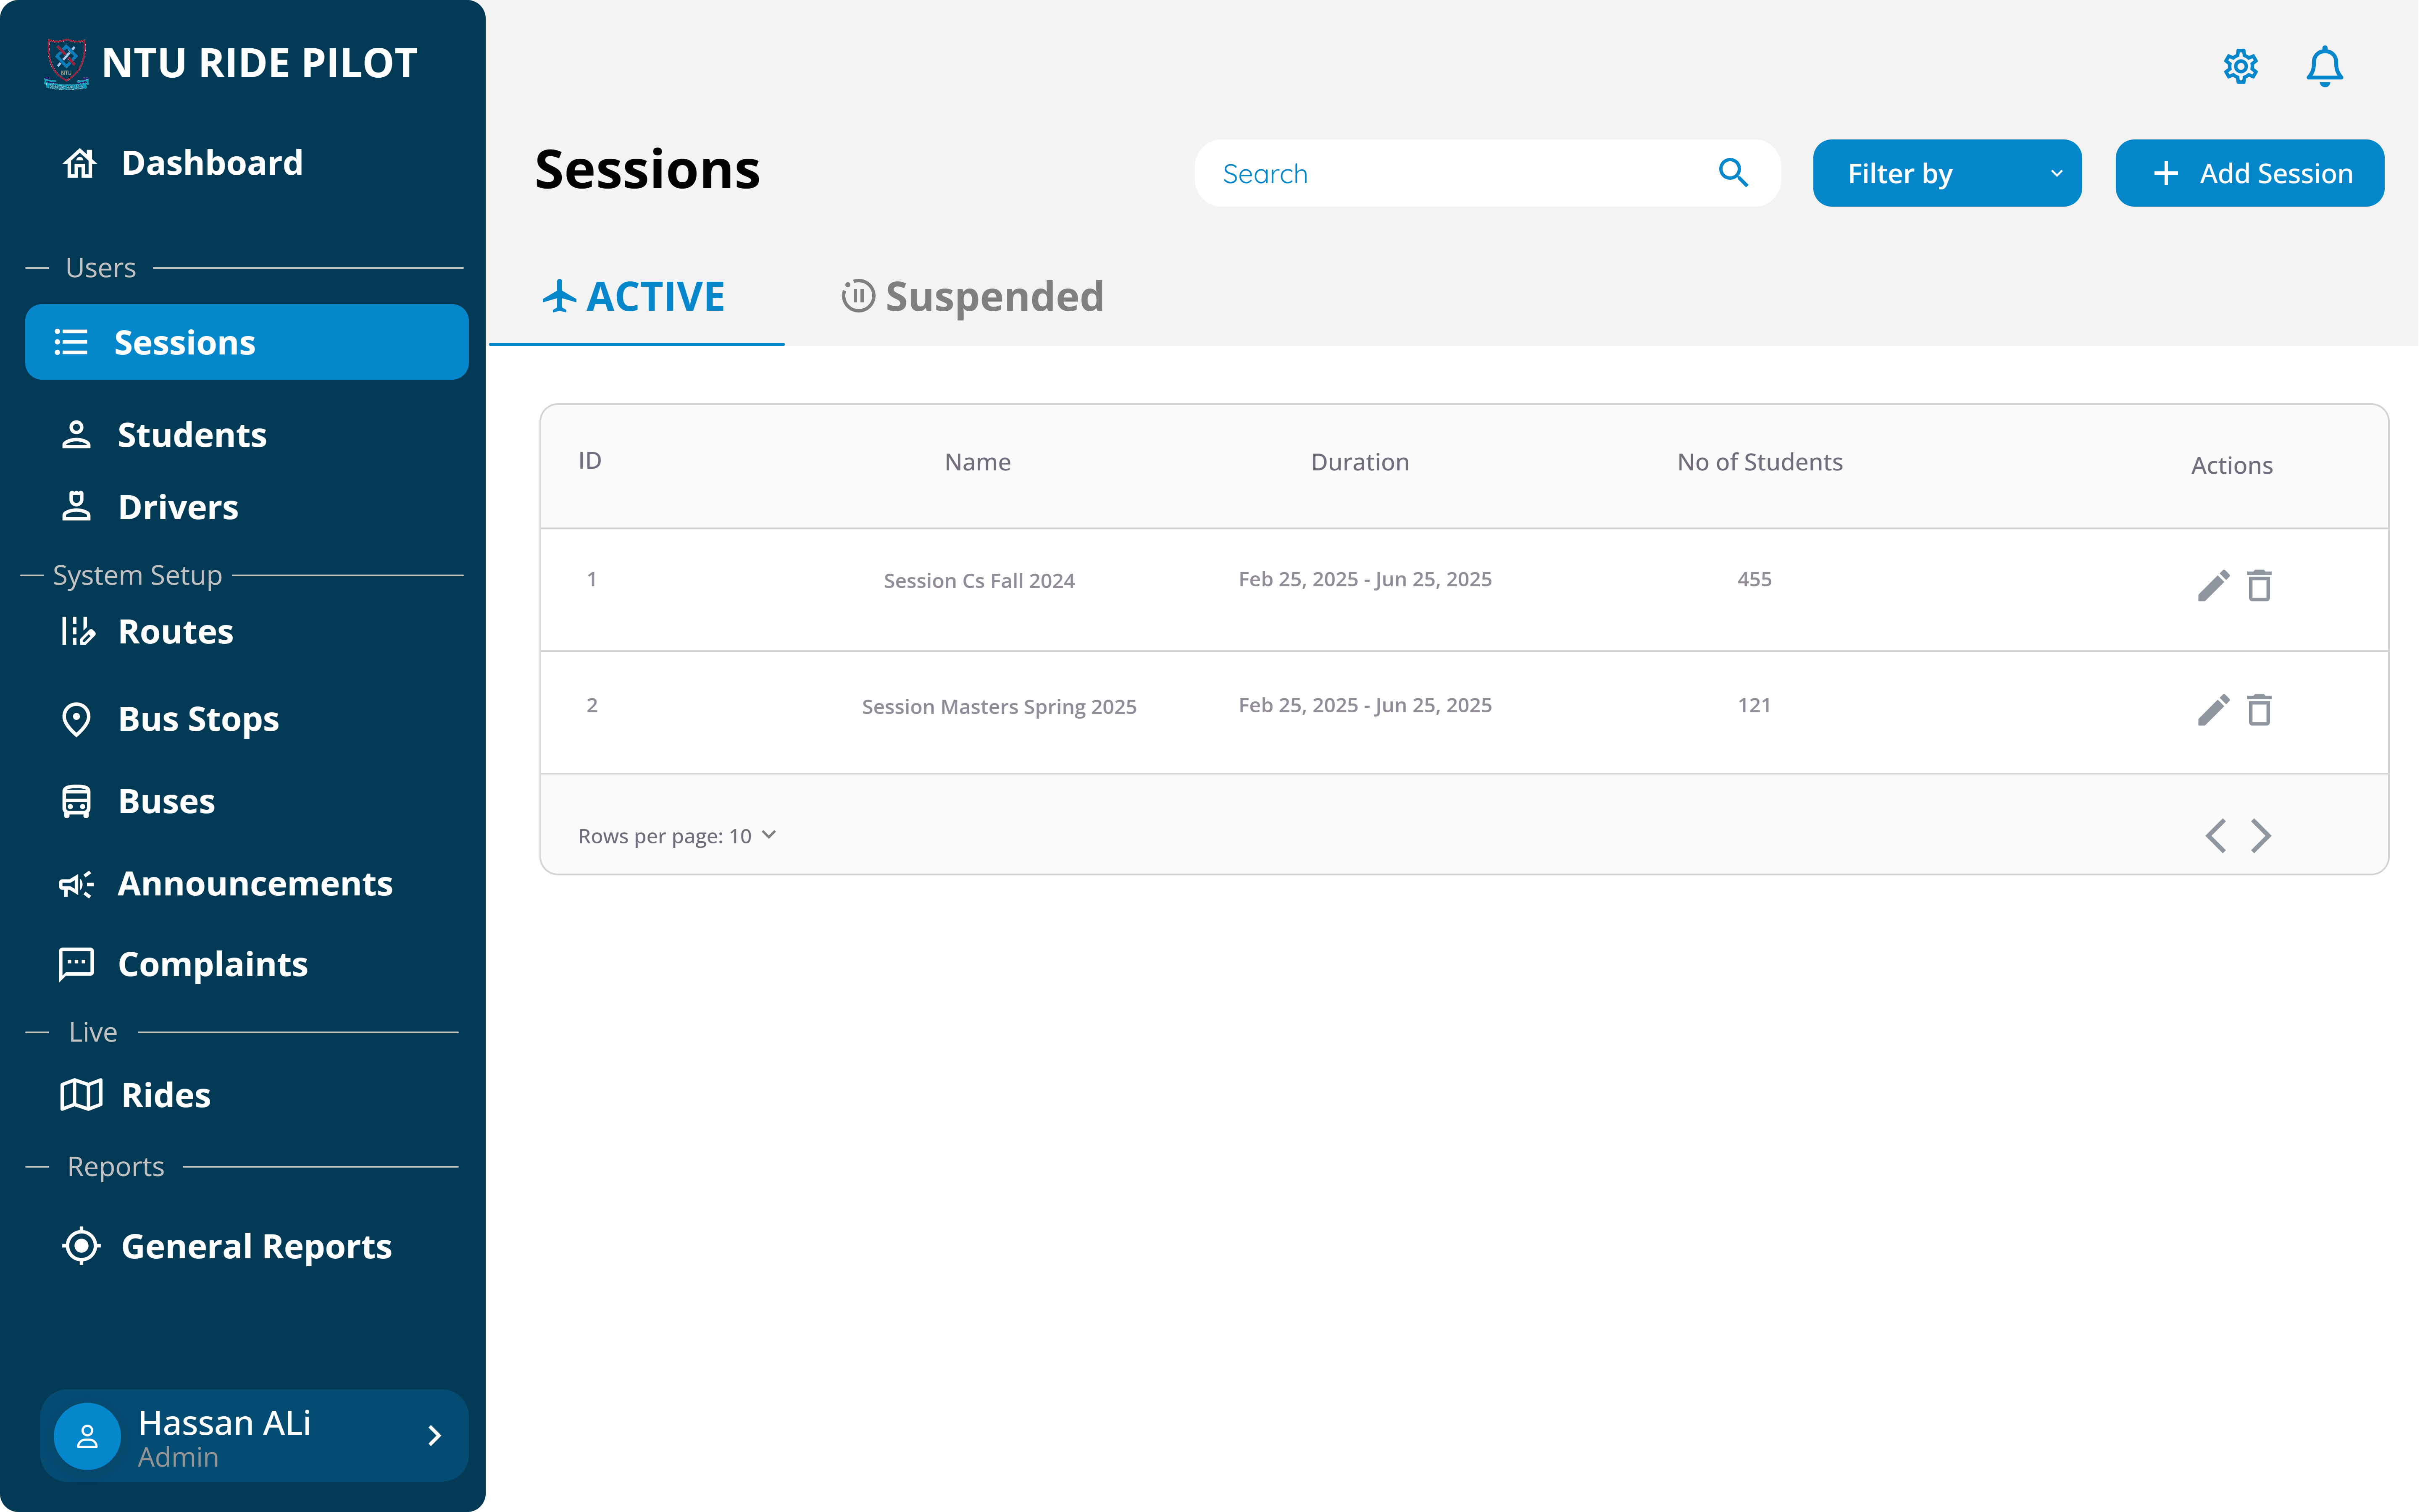 NTU RIDE PILOT
Dashboard
Users
Sessions
Students
Drivers
System Setup
Routes
Bus Stops
Buses
Announcements
Complaints
Live
Rides
Reports
General Reports
Hassan ALi
Admin
Sessions
Search
Filter by
Add Session
ACTIVE
Suspended
ID Name Duration No of Students Actions
1 Session Cs Fall 2024 Feb 25, 2025 - Jun 25, 2025 455
2 Session Masters Spring 2025 Feb 25, 2025 - Jun 25, 2025 121
Rows per page: 10